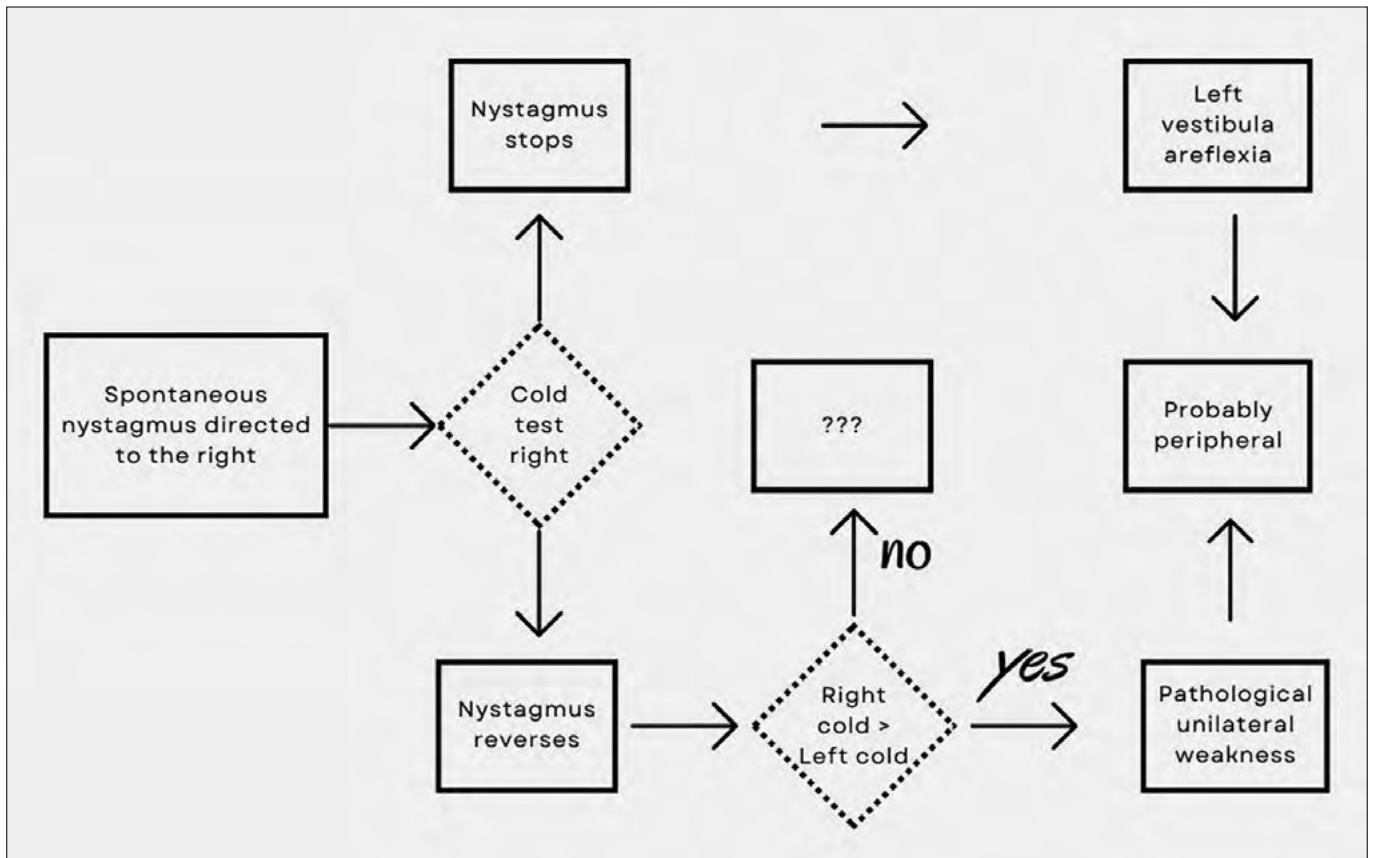 Nystagmus
stops
Left
vestibula
areflexia
Spontaneous
nystagmus directed
to the right
Cold
test
right
???
Probably
peripheral
no
Nystagmus
reverses
Right
cold >
Left cold
yes
Pathological
unilateral
weakness